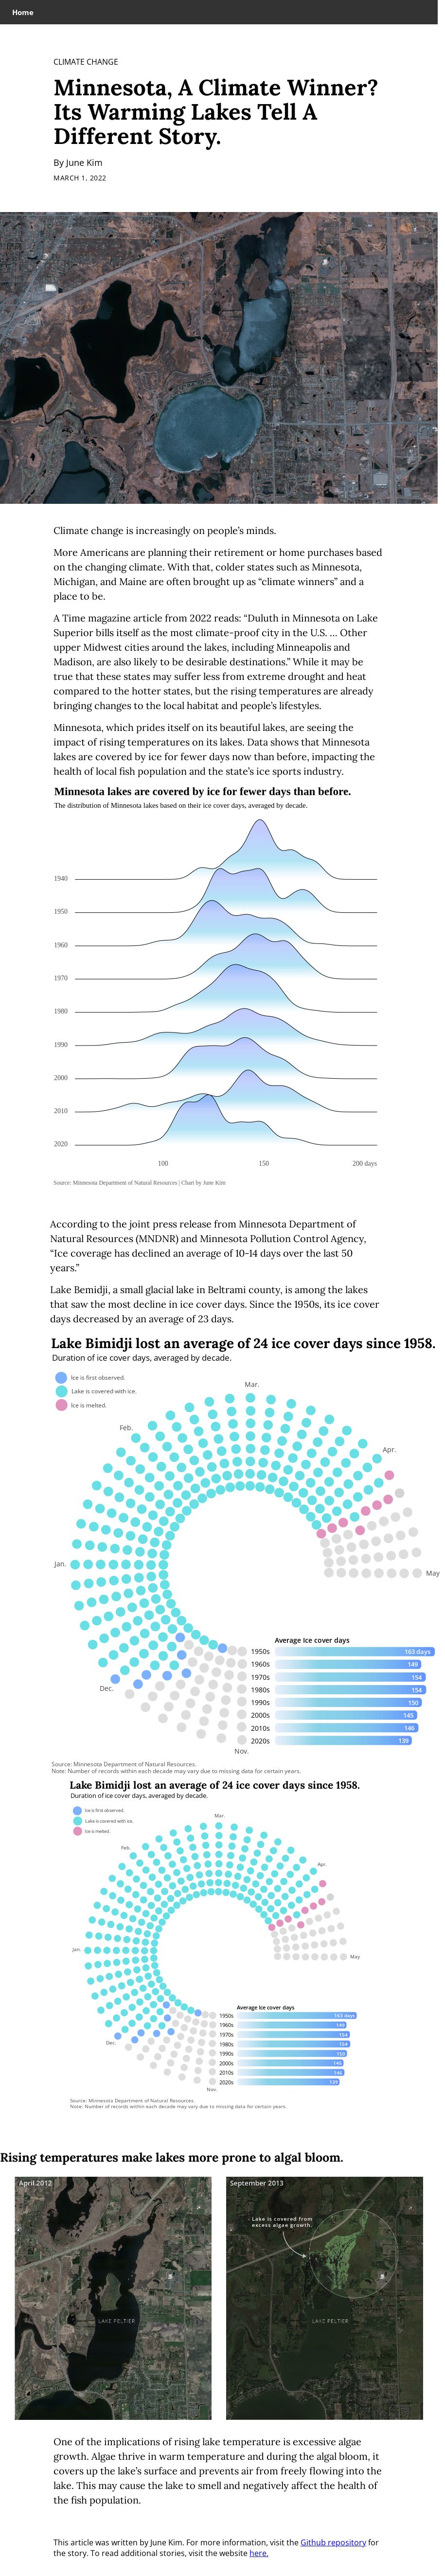 Home
CLIMATE CHANGE
Minnesota, A Climate Winner?
Its Warming Lakes Tell A
Different Story.
By June Kim
MARCH 1, 2022
Climate change is increasingly on people's minds.
More Americans are planning their retirement or home purchases based
on the changing climate. With that, colder states such as Minnesota,
Michigan, and Maine are often brought up as “climate winners” and a
place to be.
A Time magazine article from 2022 reads: “Duluth in Minnesota on Lake
Superior bills itself as the most climate-proof city in the U.S. … Other
upper Midwest cities around the lakes, including Minneapolis and
Madison, are also likely to be desirable destinations.” While it may be
true that these states may suffer less from extreme drought and heat
compared to the hotter states, but the rising temperatures are already
bringing changes to the local habitat and people's lifestyles.
Minnesota, which prides itself on its beautiful lakes, are seeing the
impact of rising temperatures on its lakes. Data shows that Minnesota
lakes are covered by ice for fewer days now than before, impacting the
health of local fish population and the state's ice sports industry.
Minnesota lakes are covered by ice for fewer days than before.
The distribution of Minnesota lakes based on their ice cover days, averaged by decade.
1940
1950
1960
1970
1980
1990
2000
2010
2020
100 150 200 days
Source: Minnesota Department of Natural Resources | Chart by June Kim
According to the joint press release from Minnesota Department of
Natural Resources (MNDNR) and Minnesota Pollution Control Agency,
“Ice coverage has declined an average of 10-14 days over the last 50
years.”
Lake Bemidji, a small glacial lake in Beltrami county, is among the lakes
that saw the most decline in ice cover days. Since the 1950s, its ice cover
days decreased by an average of 23 days.
Lake Bimidji lost an average of 24 ice cover days since 1958.
Duration of ice cover days, averaged by decade.
Ice is first observed.
Lake is covered with ice.
Ice is melted.
Mar.
Feb.
Apr.
Jan.
May
Dec.
Nov.
Average Ice cover days
1950s 163 days
1960s 149
1970s 154
1980s 154
1990s 150
2000s 145
2010s 146
2020s 139
Source: Minnesota Department of Natural Resources.
Note: Number of records within each decade may vary due to missing data for certain years.
Lake Bimidji lost an average of 24 ice cover days since 1958.
Duration of ice cover days, averaged by decade.
Ice is first observed.
Lake is covered with ice.
Ice is melted.
Mar.
Feb.
Apr.
Jan.
May
Dec.
Nov.
Average Ice cover days
1950s 163 days
1960s 149
1970s 154
1980s 154
1990s 150
2000s 145
2010s 146
2020s 139
Source: Minnesota Department of Natural Resources.
Note: Number of records within each decade may vary due to missing data for certain years.
Rising temperatures make lakes more prone to algal bloom.
April 2012
LAKE PELTIER
September 2013
Lake is covered from
excess algae growth.
LAKE PELTIER
One of the implications of rising lake temperature is excessive algae
growth. Algae thrive in warm temperature and during the algal bloom, it
covers up the lake's surface and prevents air from freely flowing into the
lake. This may cause the lake to smell and negatively affect the health of
the fish population.
This article was written by June Kim. For more information, visit the Github repository for
the story. To read additional stories, visit the website here.